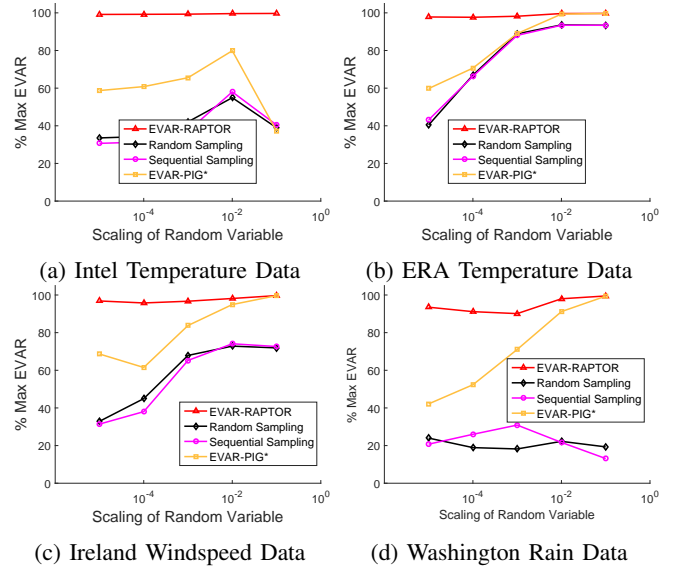 100
80
60
40
20
0
% Max EVAR
EVAR-RAPTOR
Random Sampling
Sequential Sampling
EVAR-PIG*
10^-4
10^-2
10^0
Scaling of Random Variable
(a) Intel Temperature Data
100
80
60
40
20
0
% Max EVAR
EVAR-RAPTOR
Random Sampling
Sequential Sampling
EVAR-PIG*
10^-4
10^-2
10^0
Scaling of Random Variable
(b) ERA Temperature Data
100
80
60
40
20
0
% Max EVAR
EVAR-RAPTOR
Random Sampling
Sequential Sampling
EVAR-PIG*
10^-4
10^-2
10^0
Scaling of Random Variable
(c) Ireland Windspeed Data
100
80
60
40
20
0
% Max EVAR
EVAR-RAPTOR
Random Sampling
Sequential Sampling
EVAR-PIG*
10^-4
10^-2
10^0
Scaling of Random Variable
(d) Washington Rain Data